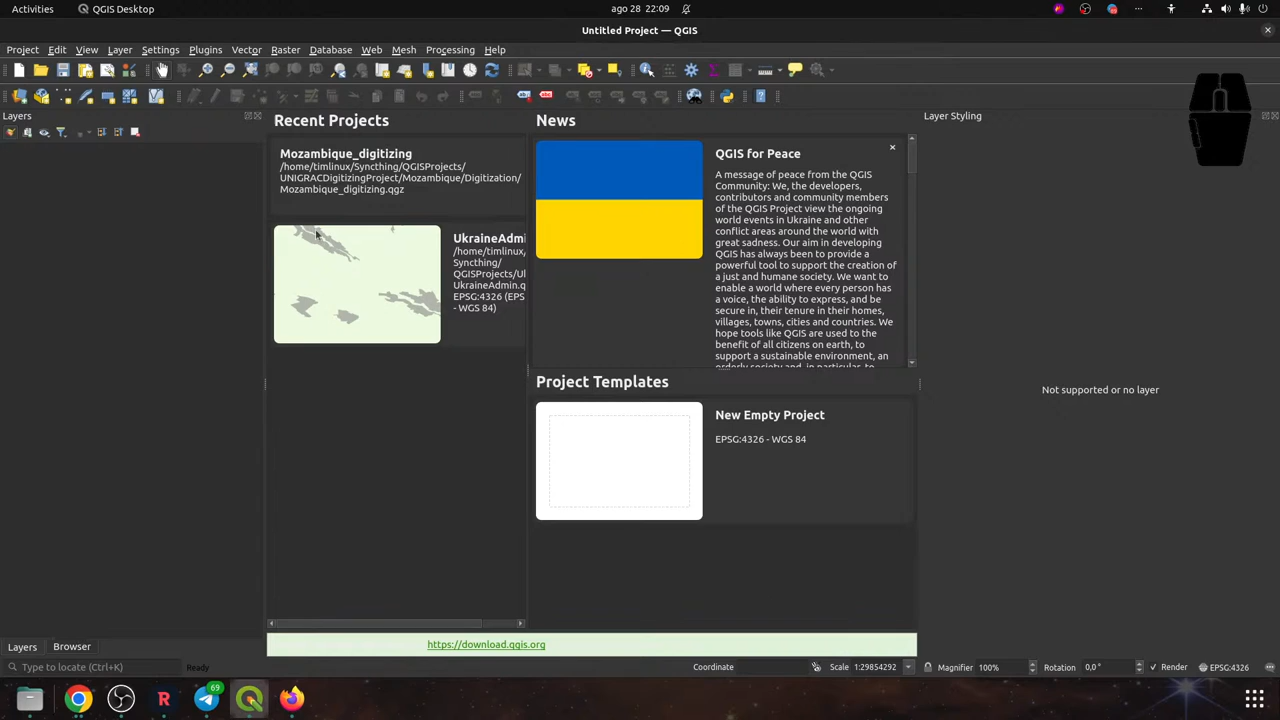 Activities
QGIS Desktop
ago 28 22:09
Untitled Project — QGIS
Project Edit View Layer Settings Plugins Vector Raster Database Web Mesh Processing Help
Layers
Recent Projects
Mozambique_digitizing
/home/timlinux/Syncthing/QGISProjects/
UNIGRACDigitizingProject/Mozambique/Digitization/
Mozambique_digitizing.qgz
UkraineAdmi
/home/timlinux/
Syncthing/
QGISProjects/Ul
UkraineAdmin.q
EPSG:4326 (EPS
- WGS 84)
News
QGIS for Peace
A message of peace from the QGIS
Community: We, the developers,
contributors and community members
of the QGIS Project view the ongoing
world events in Ukraine and other
conflict areas around the world with
great sadness. Our aim in developing
QGIS has always been to provide a
powerful tool to support the creation of
a just and humane society. We want to
enable a world where every person has
a voice, the ability to express, and be
secure in, their tenure in their homes,
villages, towns, cities and countries. We
hope tools like QGIS are used to the
benefit of all citizens on earth, to
support a sustainable environment, an
orderly society and, in particular, to
Project Templates
New Empty Project
EPSG:4326 - WGS 84
Layer Styling
Not supported or no layer
https://download.qgis.org
Layers Browser
Type to locate (Ctrl+K)
Ready
Coordinate
Scale 1:29854292
Magnifier 100%
Rotation 0,0 °
Render
EPSG:4326
69